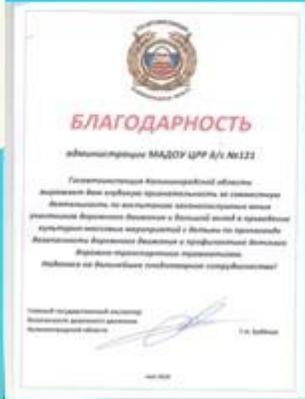 БЛАГОДАРНОСТЬ
администрации МАДОУ ЦРР д/с №121
Госавтоинспекция Калининградской области
выражает вам глубокую признательность за совместную
деятельность по воспитанию законопослушных юных
участников дорожного движения и большой вклад в проведение
культурно-массовых мероприятий с детьми по пропаганде
безопасности дорожного движения и профилактике детского
дорожно-транспортного травматизма.
Надеемся на дальнейшее плодотворное сотрудничество!
Главный государственный инспектор
безопасности дорожного движения
Калининградской области